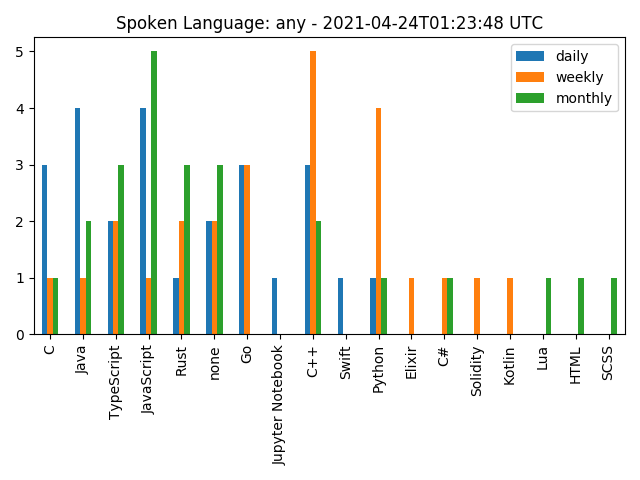 Spoken Language: any - 2021-04-24T01:23:48 UTC
daily
weekly
monthly
5
4
3
2
1
0
C
Java
TypeScript
JavaScript
Rust
none
Go
Jupyter Notebook
C++
Swift
Python
Elixir
C#
Solidity
Kotlin
Lua
HTML
SCSS